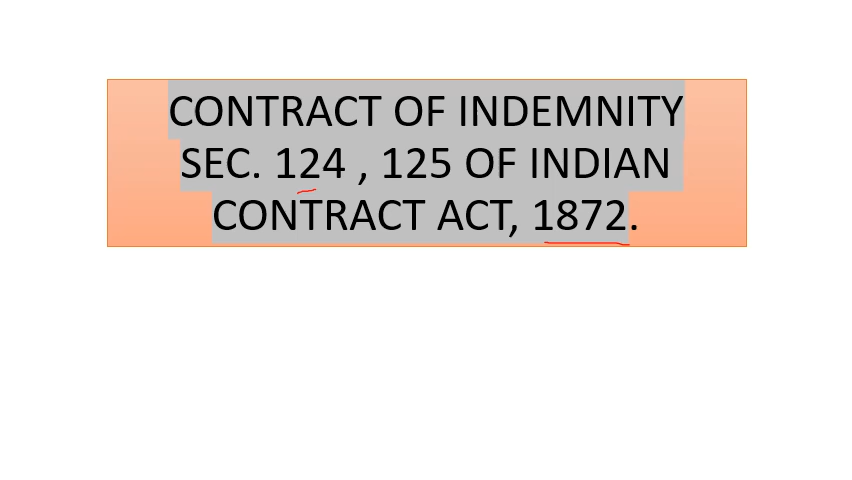 CONTRACT OF INDEMNITY
SEC. 124 , 125 OF INDIAN
CONTRACT ACT, 1872.